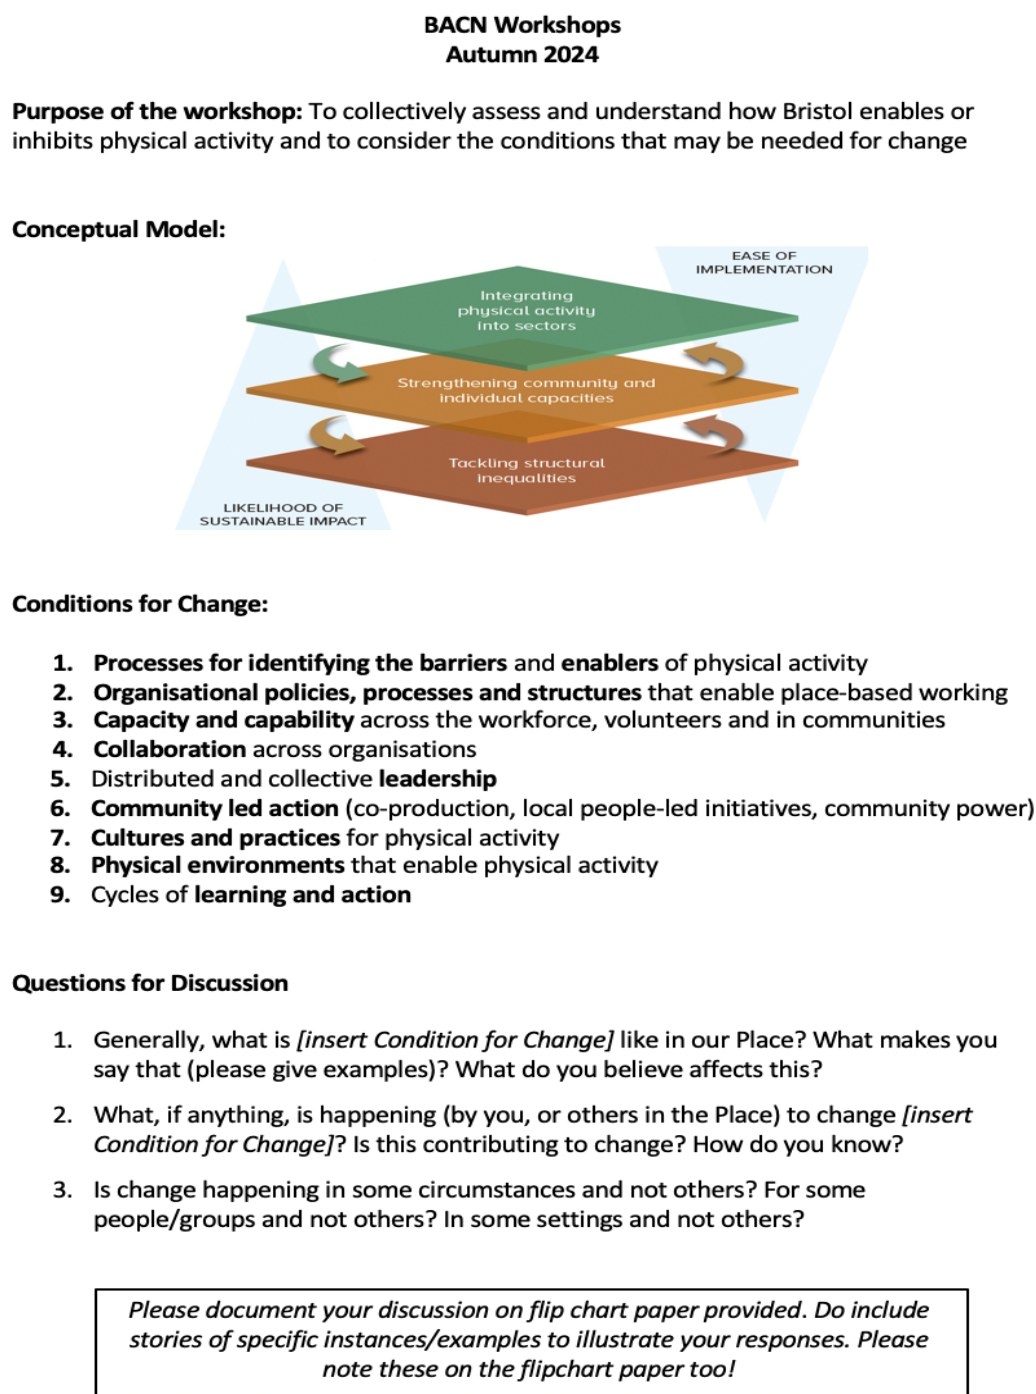 BACN Workshops
Autumn 2024
Purpose of the workshop: To collectively assess and understand how Bristol enables or
inhibits physical activity and to consider the conditions that may be needed for change
Conceptual Model:
EASE OF
IMPLEMENTATION
Integrating
physical activity
into sectors
Strengthening community and
individual capacities
Tackling structural
inequalities
LIKELIHOOD OF
SUSTAINABLE IMPACT
Conditions for Change:
1. Processes for identifying the barriers and enablers of physical activity
2. Organisational policies, processes and structures that enable place-based working
3. Capacity and capability across the workforce, volunteers and in communities
4. Collaboration across organisations
5. Distributed and collective leadership
6. Community led action (co-production, local people-led initiatives, community power)
7. Cultures and practices for physical activity
8. Physical environments that enable physical activity
9. Cycles of learning and action
Questions for Discussion
1. Generally, what is [insert Condition for Change] like in our Place? What makes you
say that (please give examples)? What do you believe affects this?
2. What, if anything, is happening (by you, or others in the Place) to change [insert
Condition for Change]? Is this contributing to change? How do you know?
3. Is change happening in some circumstances and not others? For some
people/groups and not others? In some settings and not others?
Please document your discussion on flip chart paper provided. Do include
stories of specific instances/examples to illustrate your responses. Please
note these on the flipchart paper too!